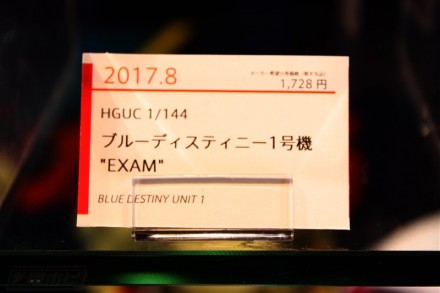 2017.8
1,728円
HGUC 1/144
ブルーディスティニー1号機
"EXAM"
BLUE DESTINY UNIT 1